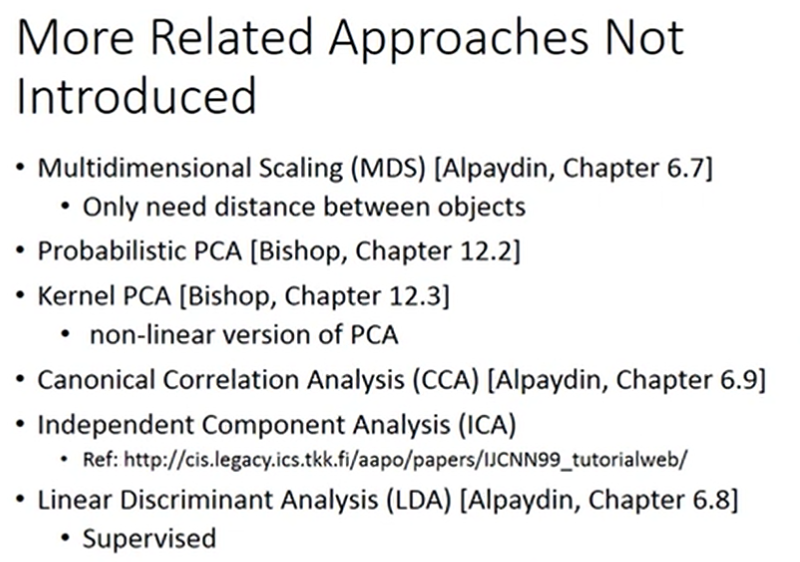 More Related Approaches Not
Introduced
• Multidimensional Scaling (MDS) [Alpaydin, Chapter 6.7]
• Only need distance between objects
• Probabilistic PCA [Bishop, Chapter 12.2]
• Kernel PCA [Bishop, Chapter 12.3]
• non-linear version of PCA
• Canonical Correlation Analysis (CCA) [Alpaydin, Chapter 6.9]
• Independent Component Analysis (ICA)
• Ref: http://cis.legacy.ics.tkk.fi/aapo/papers/IJCNN99_tutorialweb/
• Linear Discriminant Analysis (LDA) [Alpaydin, Chapter 6.8]
• Supervised